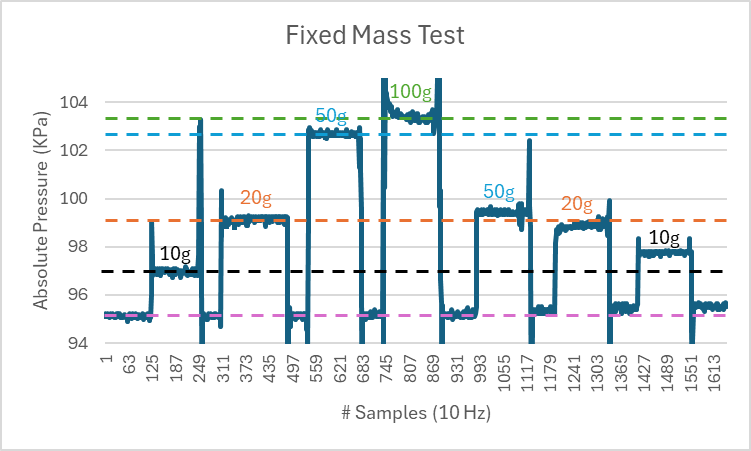 Fixed Mass Test
Absolute Pressure (KPa)
104
102
100
98
96
94
10g
20g
50g
100g
50g
20g
10g
1 63 125 187 249 311 373 435 497 559 621 683 745 807 869 931 993 1055 1117 1179 1241 1303 1365 1427 1489 1551 1613
# Samples (10 Hz)